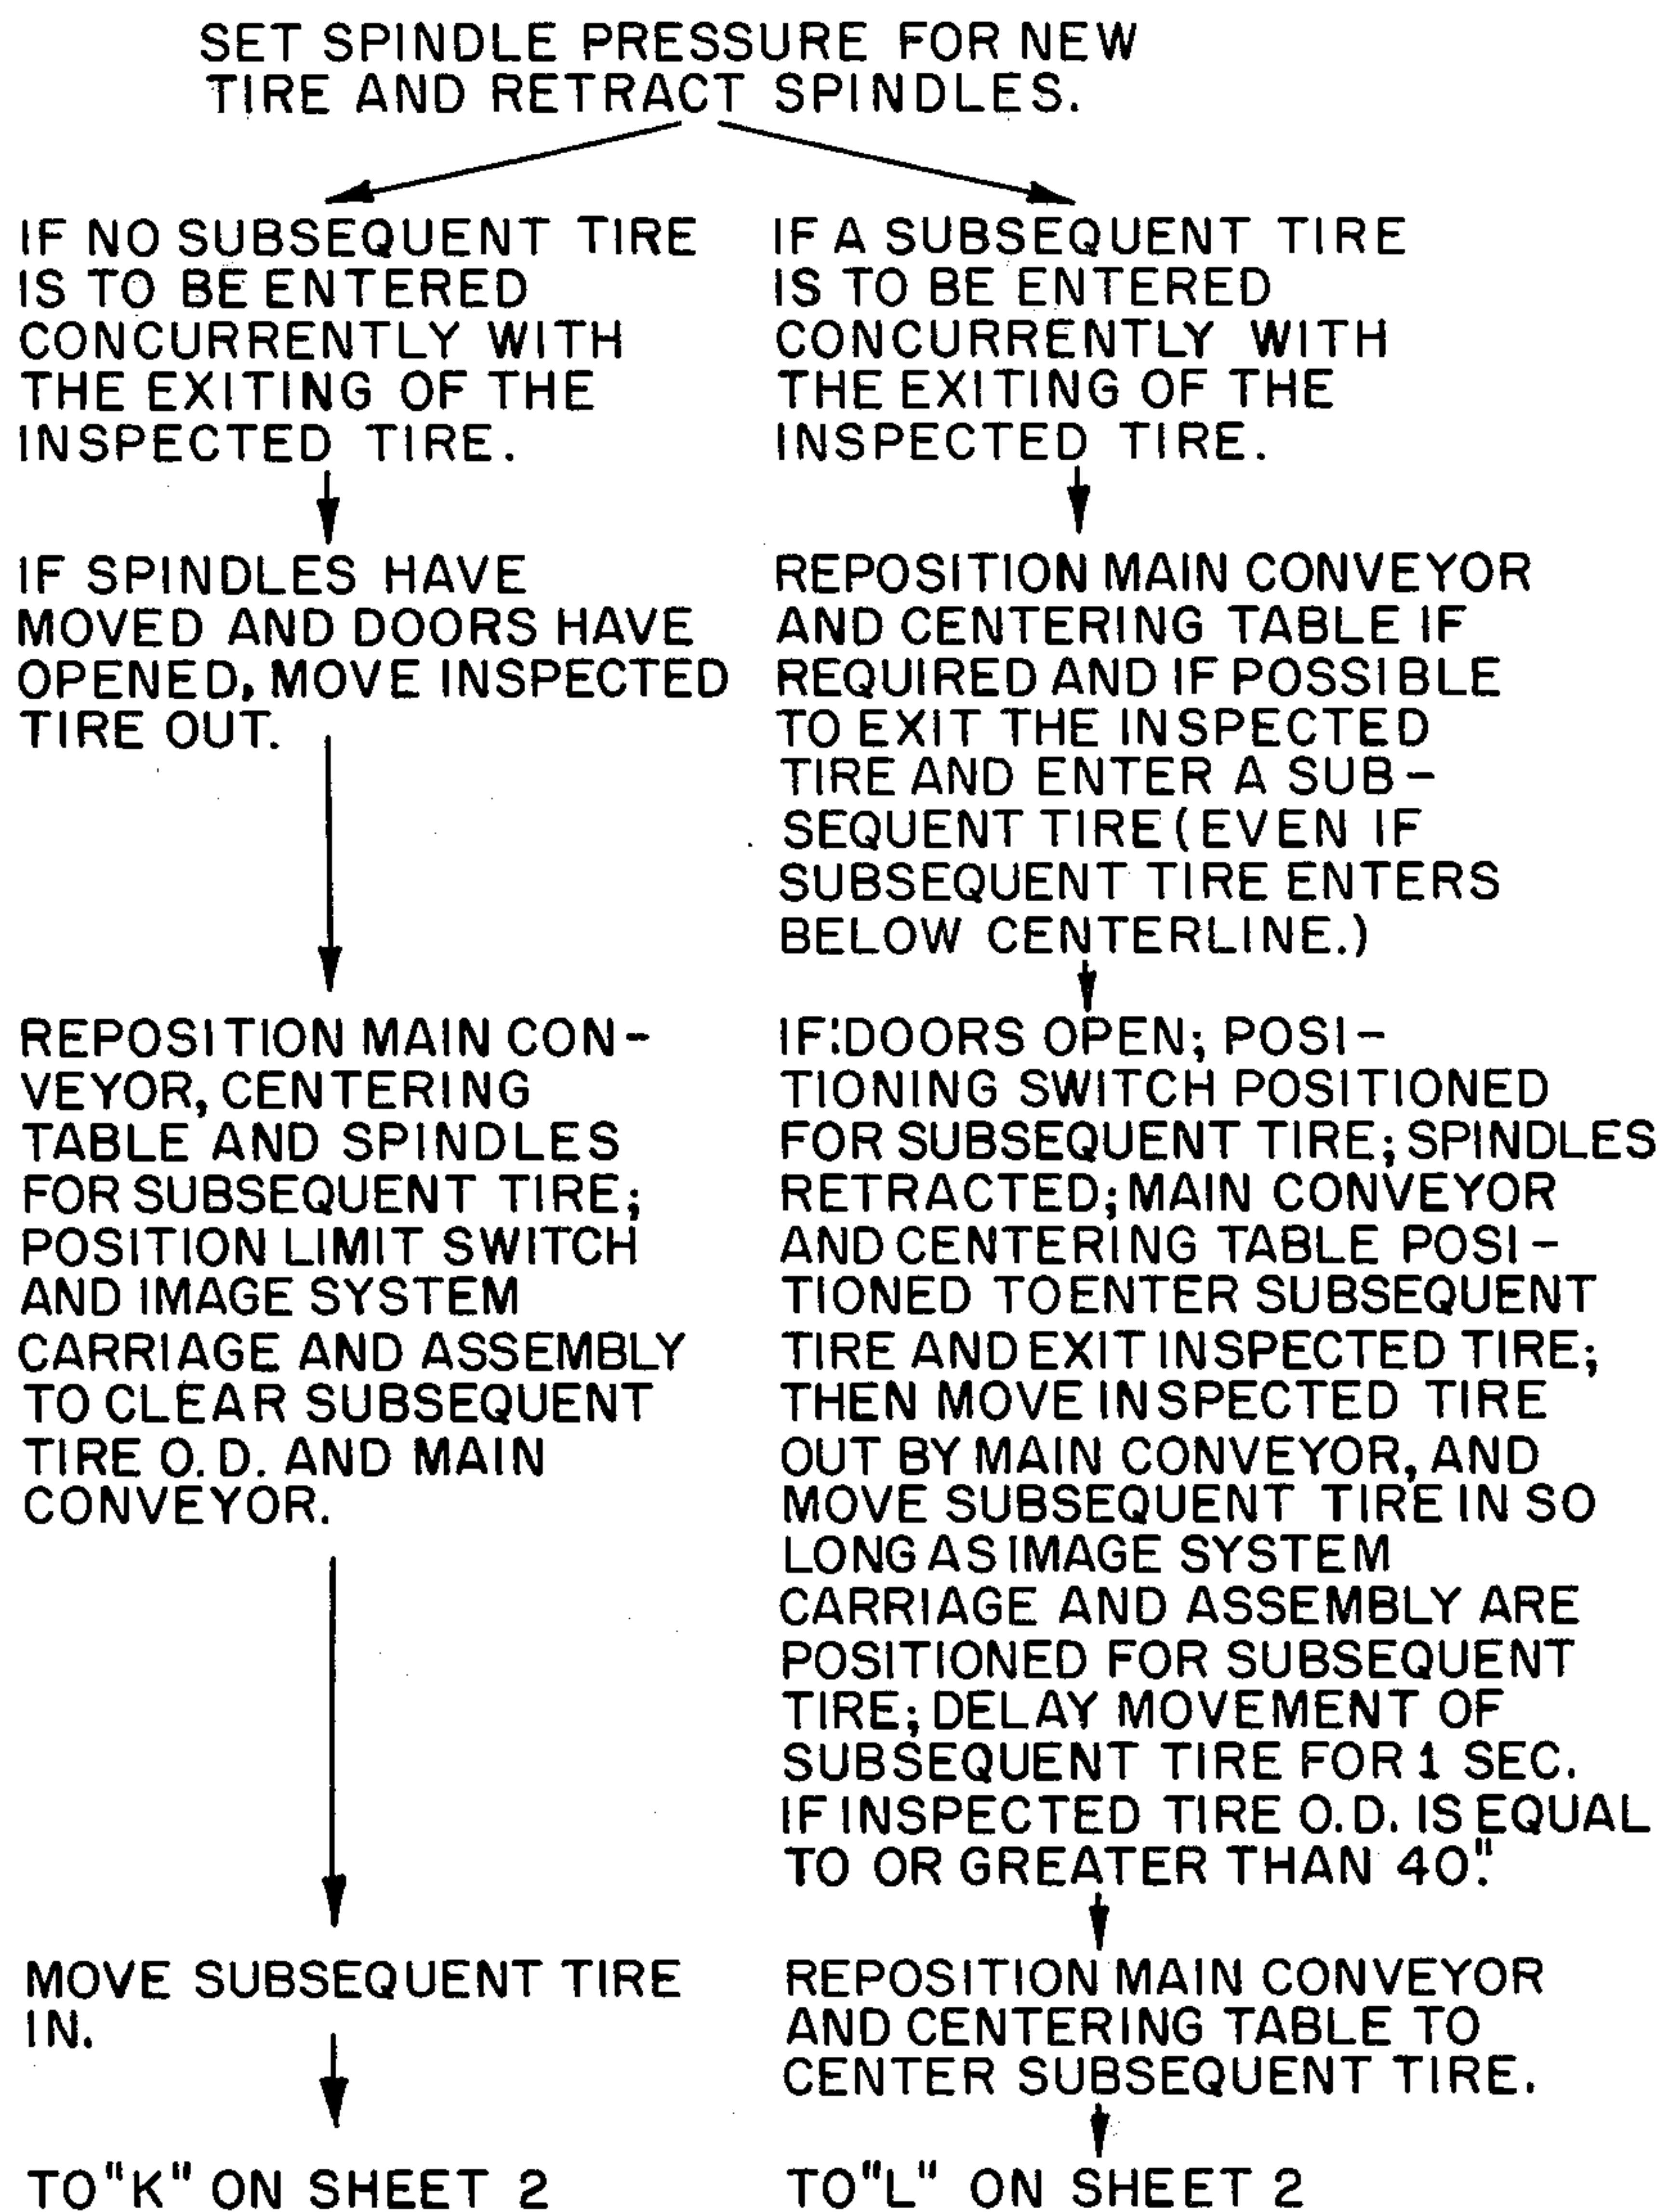 SET SPINDLE PRESSURE FOR NEW
TIRE AND RETRACT SPINDLES.
IF NO SUBSEQUENT TIRE
IS TO BE ENTERED
CONCURRENTLY WITH
THE EXITING OF THE
INSPECTED TIRE.
IF SPINDLES HAVE
MOVED AND DOORS HAVE
OPENED, MOVE INSPECTED
TIRE OUT.
REPOSITION MAIN CON-
VEYOR, CENTERING
TABLE AND SPINDLES
FOR SUBSEQUENT TIRE;
POSITION LIMIT SWITCH
AND IMAGE SYSTEM
CARRIAGE AND ASSEMBLY
TO CLEAR SUBSEQUENT
TIRE O.D. AND MAIN
CONVEYOR.
MOVE SUBSEQUENT TIRE
IN.
TO "K" ON SHEET 2
IF A SUBSEQUENT TIRE
IS TO BE ENTERED
CONCURRENTLY WITH
THE EXITING OF THE
INSPECTED TIRE.
REPOSITION MAIN CONVEYOR
AND CENTERING TABLE IF
REQUIRED AND IF POSSIBLE
TO EXIT THE INSPECTED
TIRE AND ENTER A SUB-
SEQUENT TIRE (EVEN IF
SUBSEQUENT TIRE ENTERS
BELOW CENTERLINE.)
IF: DOORS OPEN; POSI-
TIONING SWITCH POSITIONED
FOR SUBSEQUENT TIRE; SPINDLES
RETRACTED; MAIN CONVEYOR
AND CENTERING TABLE POSI-
TIONED TO ENTER SUBSEQUENT
TIRE AND EXIT INSPECTED TIRE;
THEN MOVE INSPECTED TIRE
OUT BY MAIN CONVEYOR, AND
MOVE SUBSEQUENT TIRE IN SO
LONG AS IMAGE SYSTEM
CARRIAGE AND ASSEMBLY ARE
POSITIONED FOR SUBSEQUENT
TIRE; DELAY MOVEMENT OF
SUBSEQUENT TIRE FOR 1 SEC.
IF INSPECTED TIRE O.D. IS EQUAL
TO OR GREATER THAN 40".
REPOSITION MAIN CONVEYOR
AND CENTERING TABLE TO
CENTER SUBSEQUENT TIRE.
TO "L" ON SHEET 2